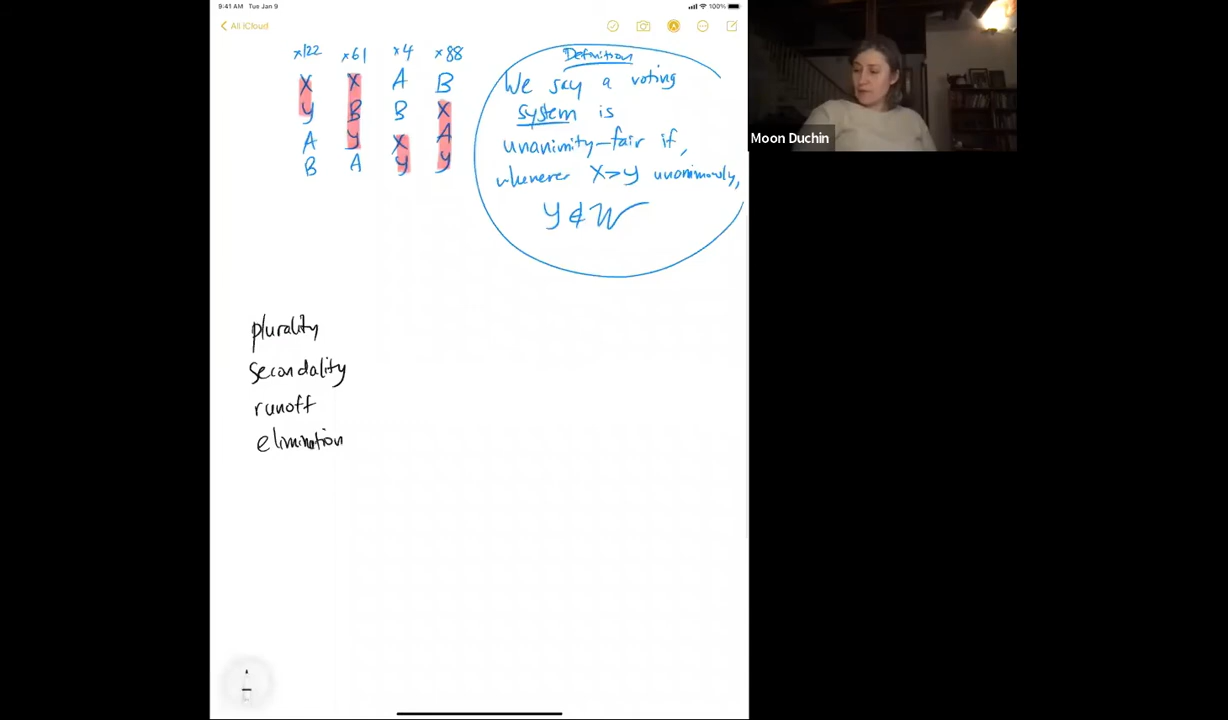 9:41 AM Tue Jan 9
100%
All iCloud
x122 x61 x4 x88
X X A B
Y B B X
A Y X A
B A Y Y
Definition
We say a voting
system is
unanimity-fair if,
whenever X>Y unanimously,
Y ∉ W
plurality
secondality
runoff
elimination
Moon Duchin